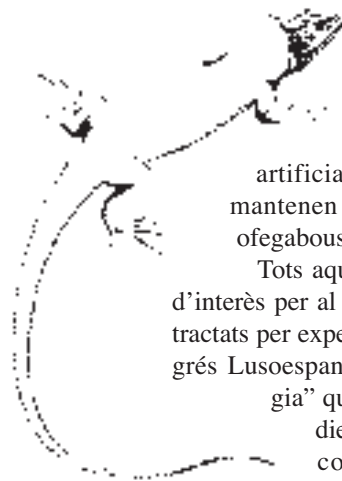 artificia
mantenen
ofegabous
Tots aqu
d'interès per al
tractats per expe
grés Lusoespan
gia" qu
die
co